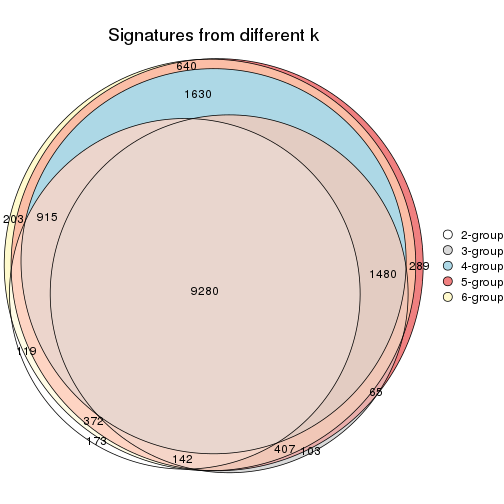 Signatures from different k
640
1630
203
915
2-group
3-group
4-group
5-group
6-group
289
1480
9280
119
65
372
173
407
103
142